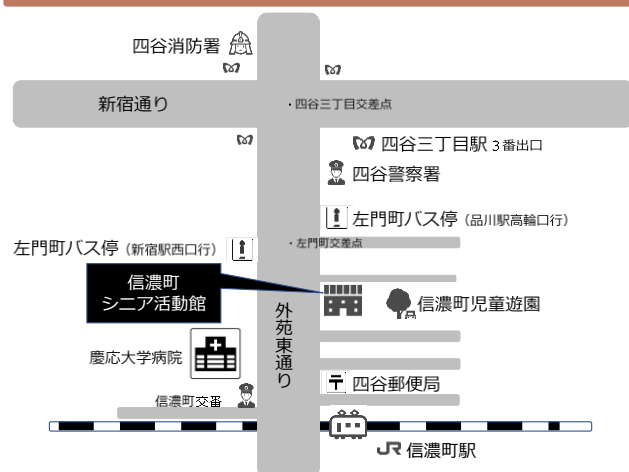 四谷消防署
新宿通り
・四谷三丁目交差点
四谷三丁目駅 3番出口
四谷警察署
左門町バス停 (品川駅高輪口行)
左門町バス停 (新宿駅西口行)
・左門町交差点
信濃町
シニア活動館
信濃町児童遊園
外苑東通り
慶応大学病院
〒 四谷郵便局
信濃町交番
JR 信濃町駅